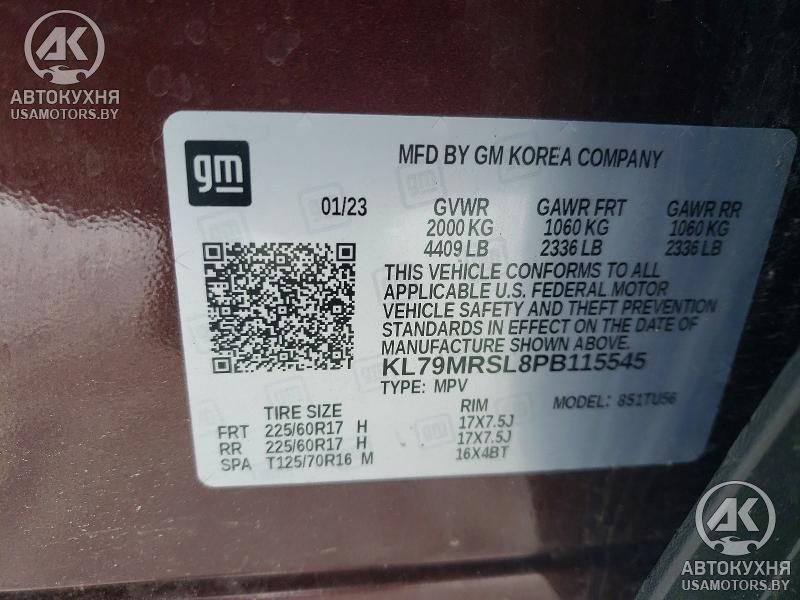 AK
АВТОКУХНЯ
USAMOTORS.BY
gm
MFD BY GM KOREA COMPANY
01/23 GVWR GAWR FRT GAWR RR
2000 KG 1060 KG 1060 KG
4409 LB 2336 LB 2336 LB
THIS VEHICLE CONFORMS TO ALL
APPLICABLE U.S. FEDERAL MOTOR
VEHICLE SAFETY AND THEFT PREVENTION
STANDARDS IN EFFECT ON THE DATE OF
MANUFACTURE SHOWN ABOVE.
KL79MRSL8PB115545
TYPE: MPV MODEL: 851TU56
TIRE SIZE RIM
FRT 225/60R17 H 17X7.5J
RR 225/60R17 H 17X7.5J
SPA T125/70R16 M 16X4BT
AK
АВТОКУХНЯ
USAMOTORS.BY